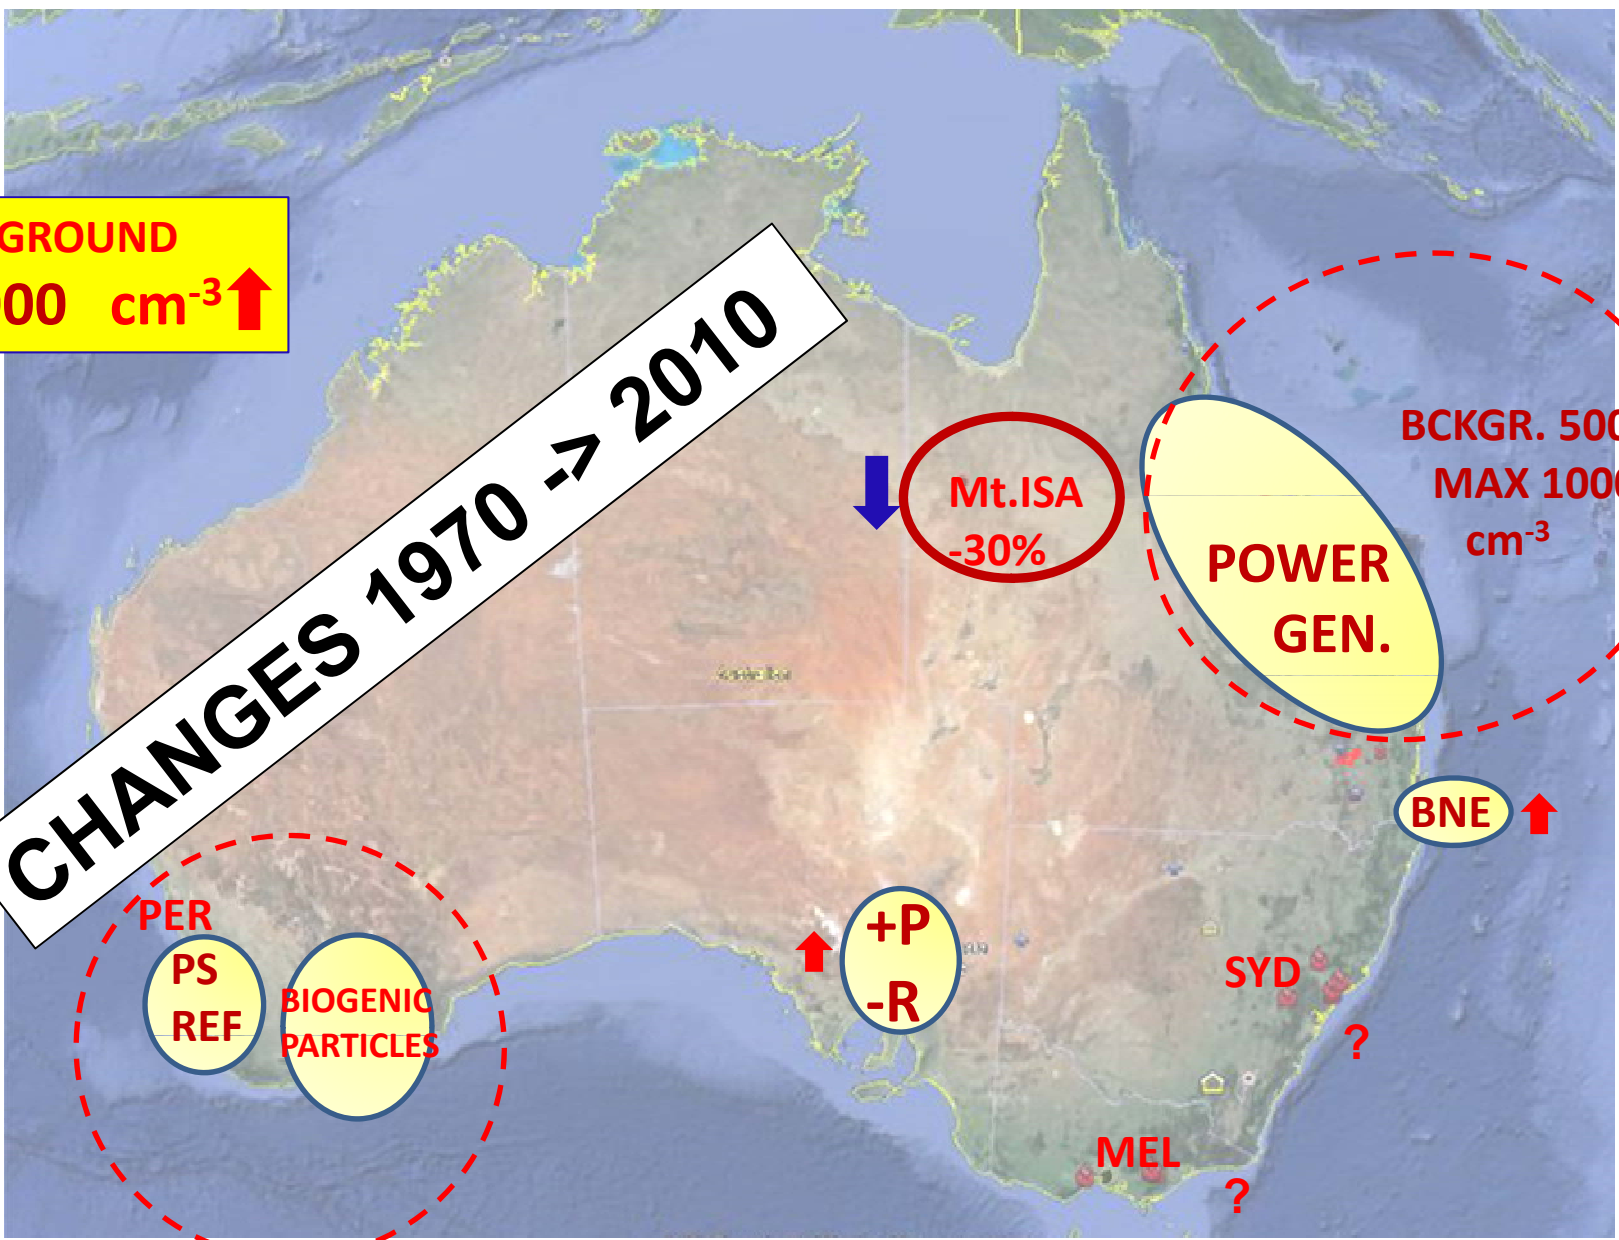 GROUND
00 cm-3
CHANGES 1970 -> 2010
Mt.ISA
-30%
BCKGR. 500
MAX 1000
cm-3
POWER
GEN.
BNE
PER
PS
REF
BIOGENIC
PARTICLES
+P
-R
SYD
?
MEL
?